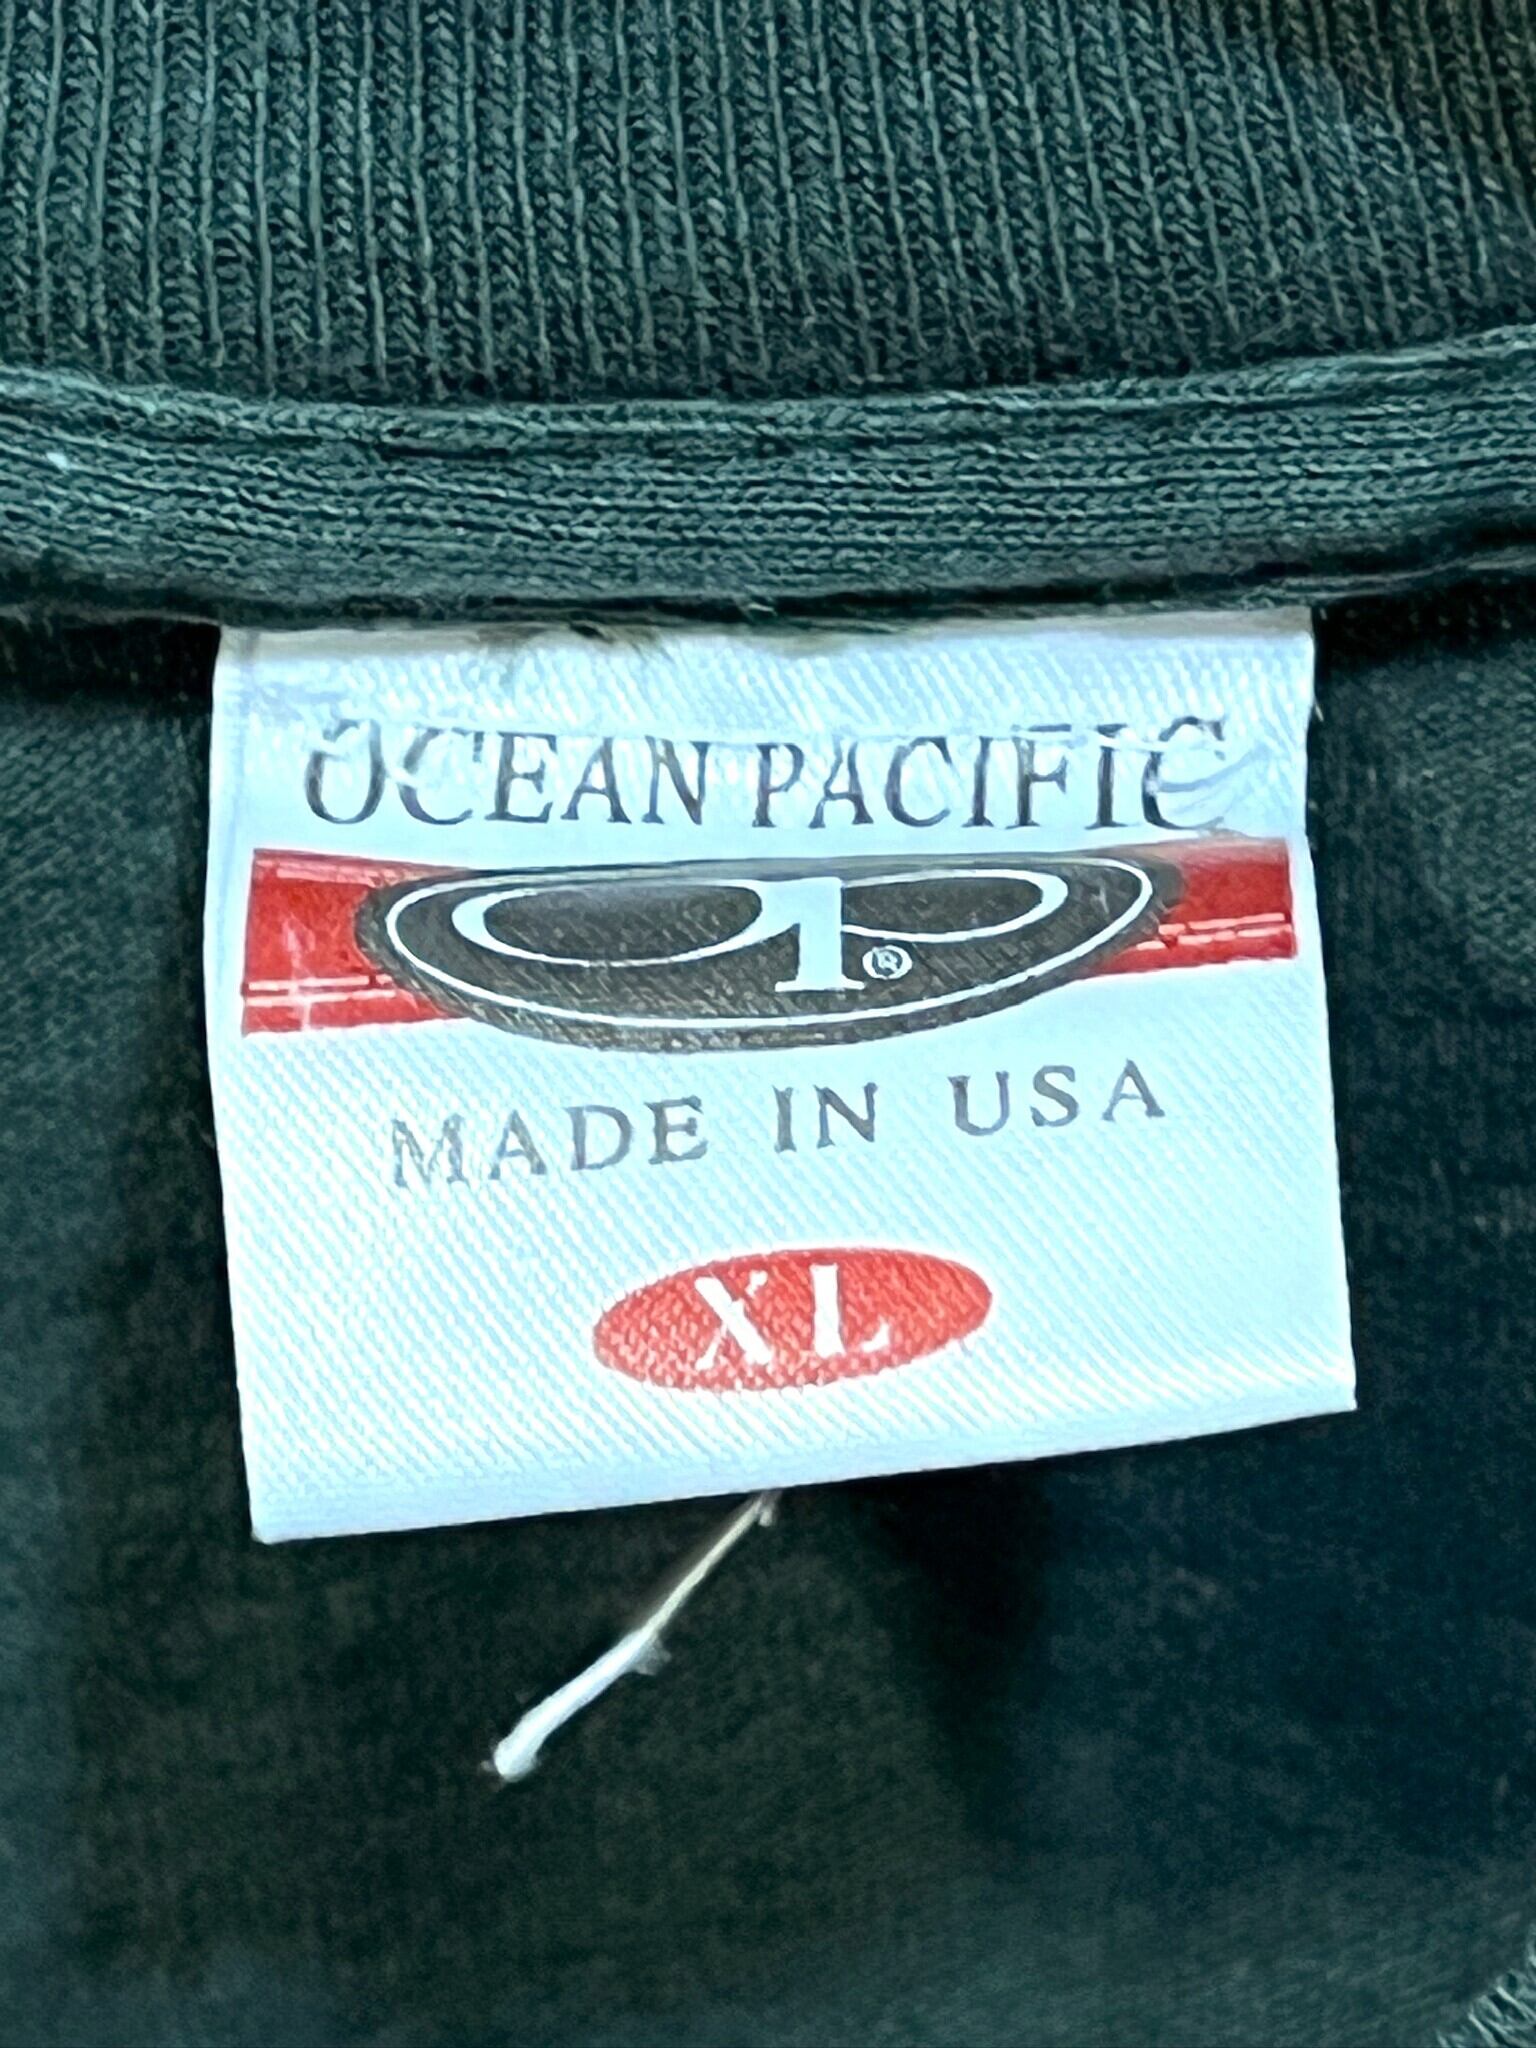 OCEAN PACIFIC
OP®
MADE IN USA
XL